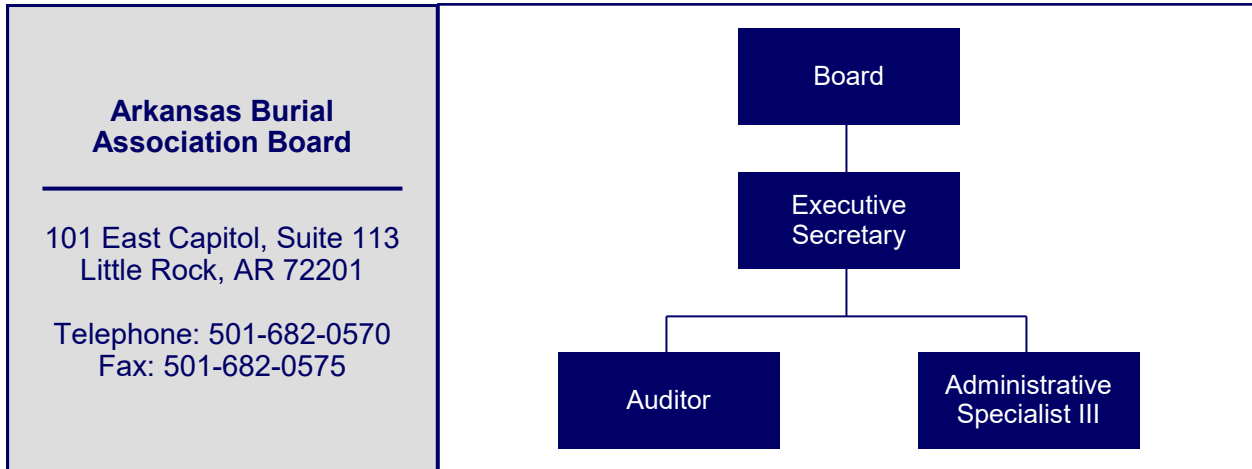 Arkansas Burial
Association Board
101 East Capitol, Suite 113
Little Rock, AR 72201
Telephone: 501-682-0570
Fax: 501-682-0575
Board
Executive
Secretary
Auditor
Administrative
Specialist III